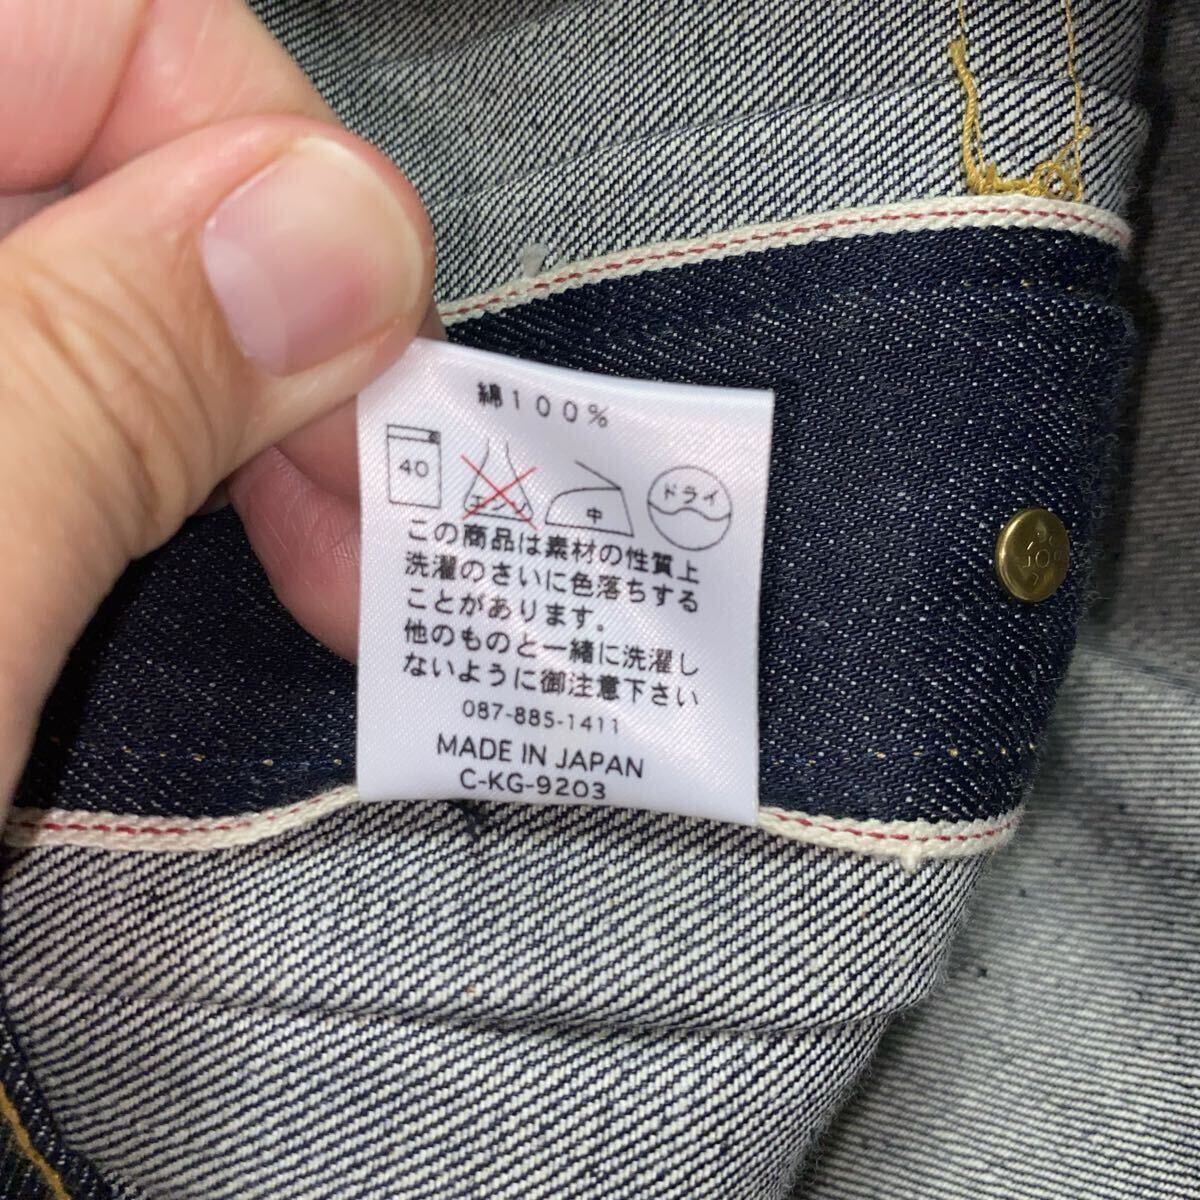 綿100%
40 エンソ 中 ドライ
この商品は素材の性質上
洗濯のさいに色落ちする
ことがあります。
他のものと一緒に洗濯し
ないように御注意下さい
087-885-1411
MADE IN JAPAN
C-KG-9203